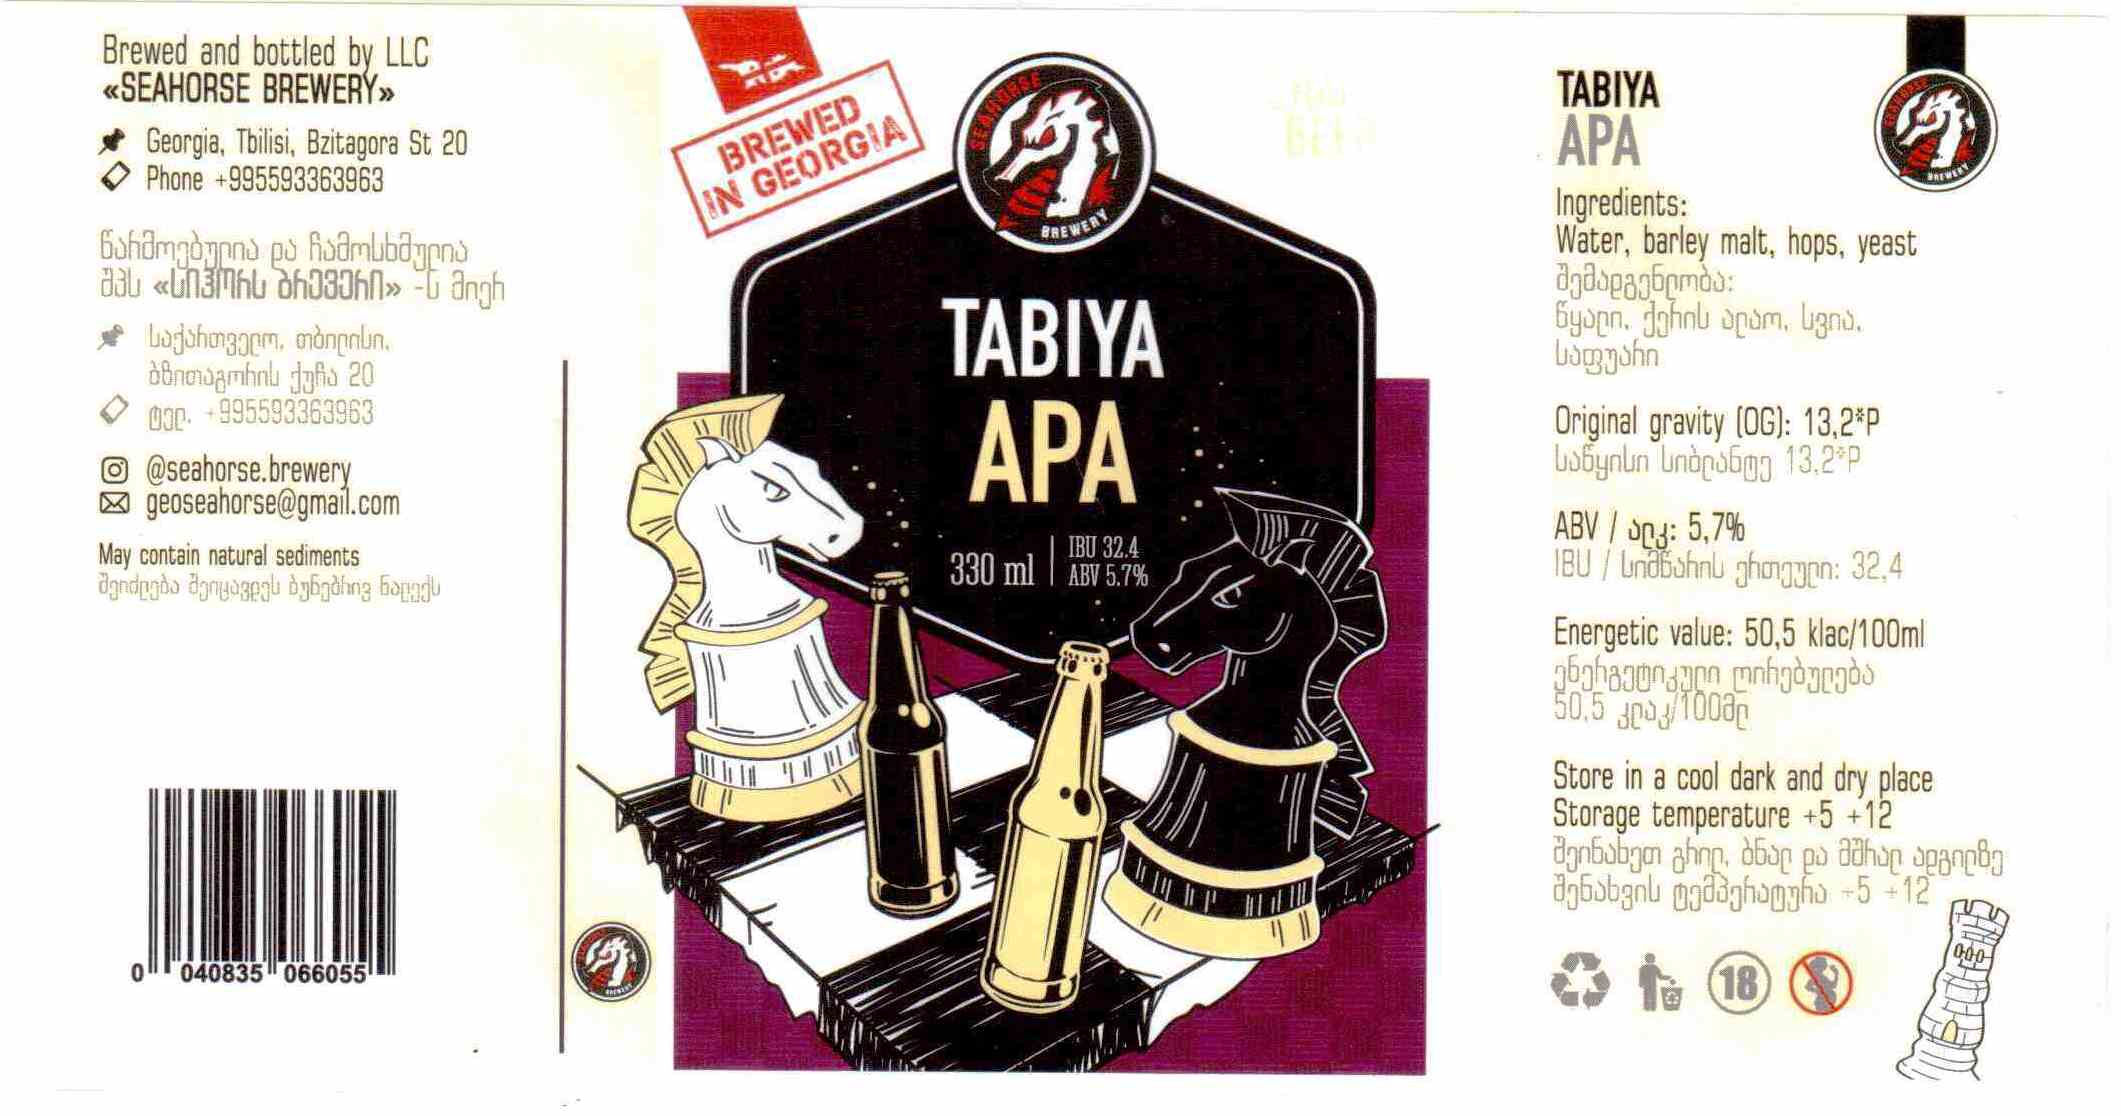 Brewed and bottled by LLC
«SEAHORSE BREWERY»
Georgia, Tbilisi, Bzitagora St 20
Phone +995593363963
წარმოებულია და ჩამოსხმულია
შპს «სიჰორს ბრევერი» -ს მიერ
საქართველო, თბილისი,
ბზითაგორის ქუჩა 20
ტელ. +995593363963
@seahorse.brewery
geoseahorse@gmail.com
May contain natural sediments
შეიძლება შეიცავდეს ბუნებრივ ნალექს
0 040835 066055
BREWED
IN GEORGIA
SEAHORSE
BREWERY
TABIYA
APA
330 ml
IBU 32.4
ABV 5.7%
TABIYA
APA
SEAHORSE
BREWERY
Ingredients:
Water, barley malt, hops, yeast
შემადგენლობა:
წყალი, ქერის ალაო, სვია,
საფუარი
Original gravity (OG): 13,2*P
საწყისი სიბლანტე 13,2*P
ABV / ალკ: 5,7%
IBU / სიმწარის ერთეული: 32,4
Energetic value: 50,5 klac/100ml
ენერგეტიკული ღირებულება
50,5 კლაკ/100მლ
Store in a cool dark and dry place
Storage temperature +5 +12
შეინახეთ გრილ, ბნელ და მშრალ ადგილზე
შენახვის ტემპერატურა +5 +12
18